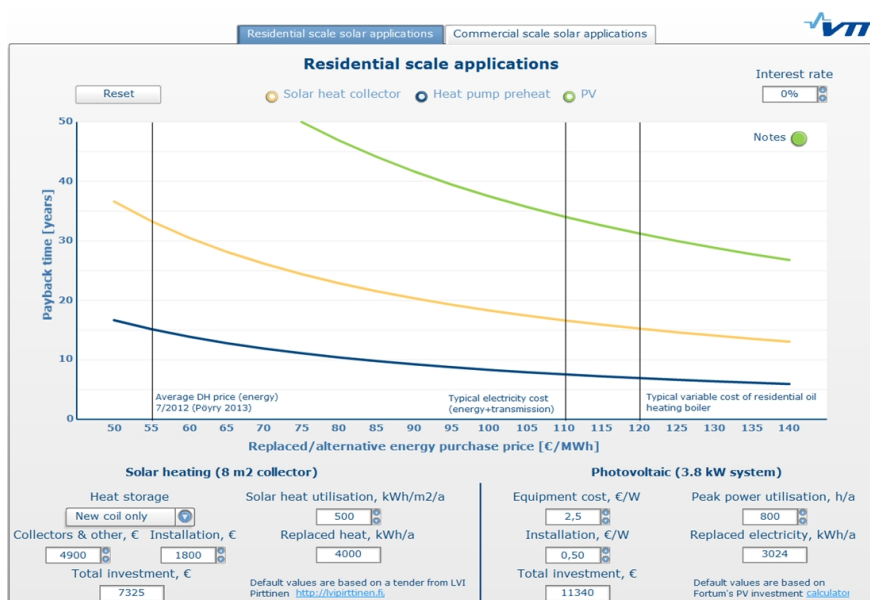 VTT
Residential scale solar applications
Commercial scale solar applications
Residential scale applications
Interest rate
Reset
Solar heat collector
Heat pump preheat
PV
0%
Notes
50
40
30
20
10
0
Payback time [years]
Average DH price (energy)
7/2012 (Pöyry 2013)
Typical electricity cost
(energy+transmission)
Typical variable cost of residential oil
heating boiler
50 55 60 65 70 75 80 85 90 95 100 105 110 115 120 125 130 135 140
Replaced/alternative energy purchase price [€/MWh]
Solar heating (8 m2 collector)
Heat storage
Solar heat utilisation, kWh/m2/a
New coil only
500
Collectors & other, €
Installation, €
Replaced heat, kWh/a
4900
1800
4000
Total investment, €
7325
Default values are based on a tender from LVI
Pirttinen http://lvipirttinen.fi.
Photovoltaic (3.8 kW system)
Equipment cost, €/W
Peak power utilisation, h/a
2,5
800
Installation, €/W
Replaced electricity, kWh/a
0,50
3024
Total investment, €
11340
Default values are based on
Fortum's PV investment calculator